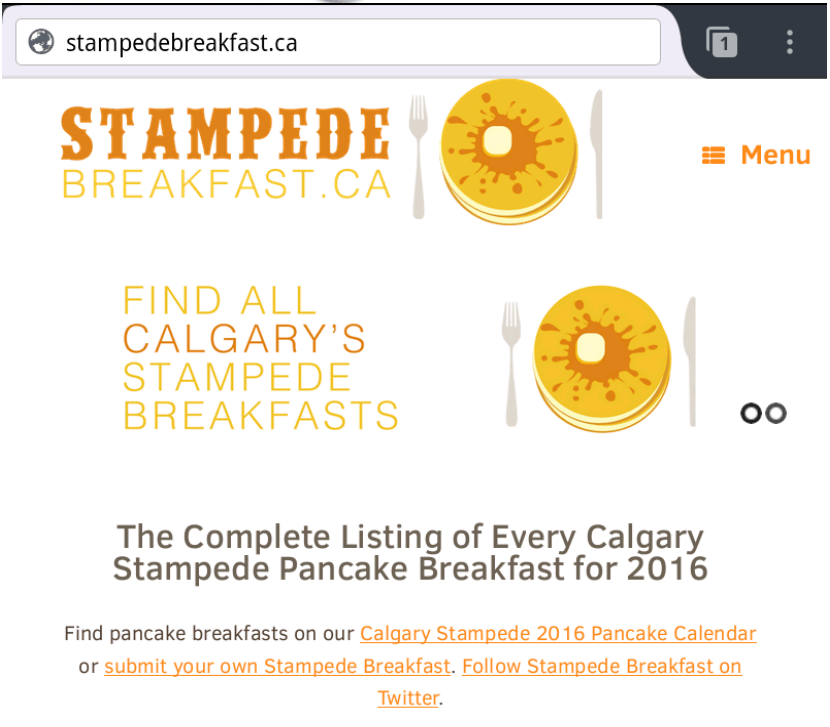 stampedebreakfast.ca
1
STAMPEDE
BREAKFAST.CA
Menu
FIND ALL
CALGARY'S
STAMPEDE
BREAKFASTS
The Complete Listing of Every Calgary
Stampede Pancake Breakfast for 2016
Find pancake breakfasts on our Calgary Stampede 2016 Pancake Calendar
or submit your own Stampede Breakfast. Follow Stampede Breakfast on
Twitter.